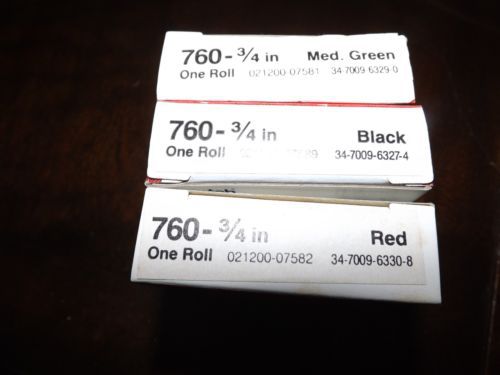 760-3/4 in Med. Green
One Roll 021200-07581 34-7009-6329-0
760-3/4 in Black
One Roll 34-7009-6327-4
760-3/4 in Red
One Roll 021200-07582 34-7009-6330-8